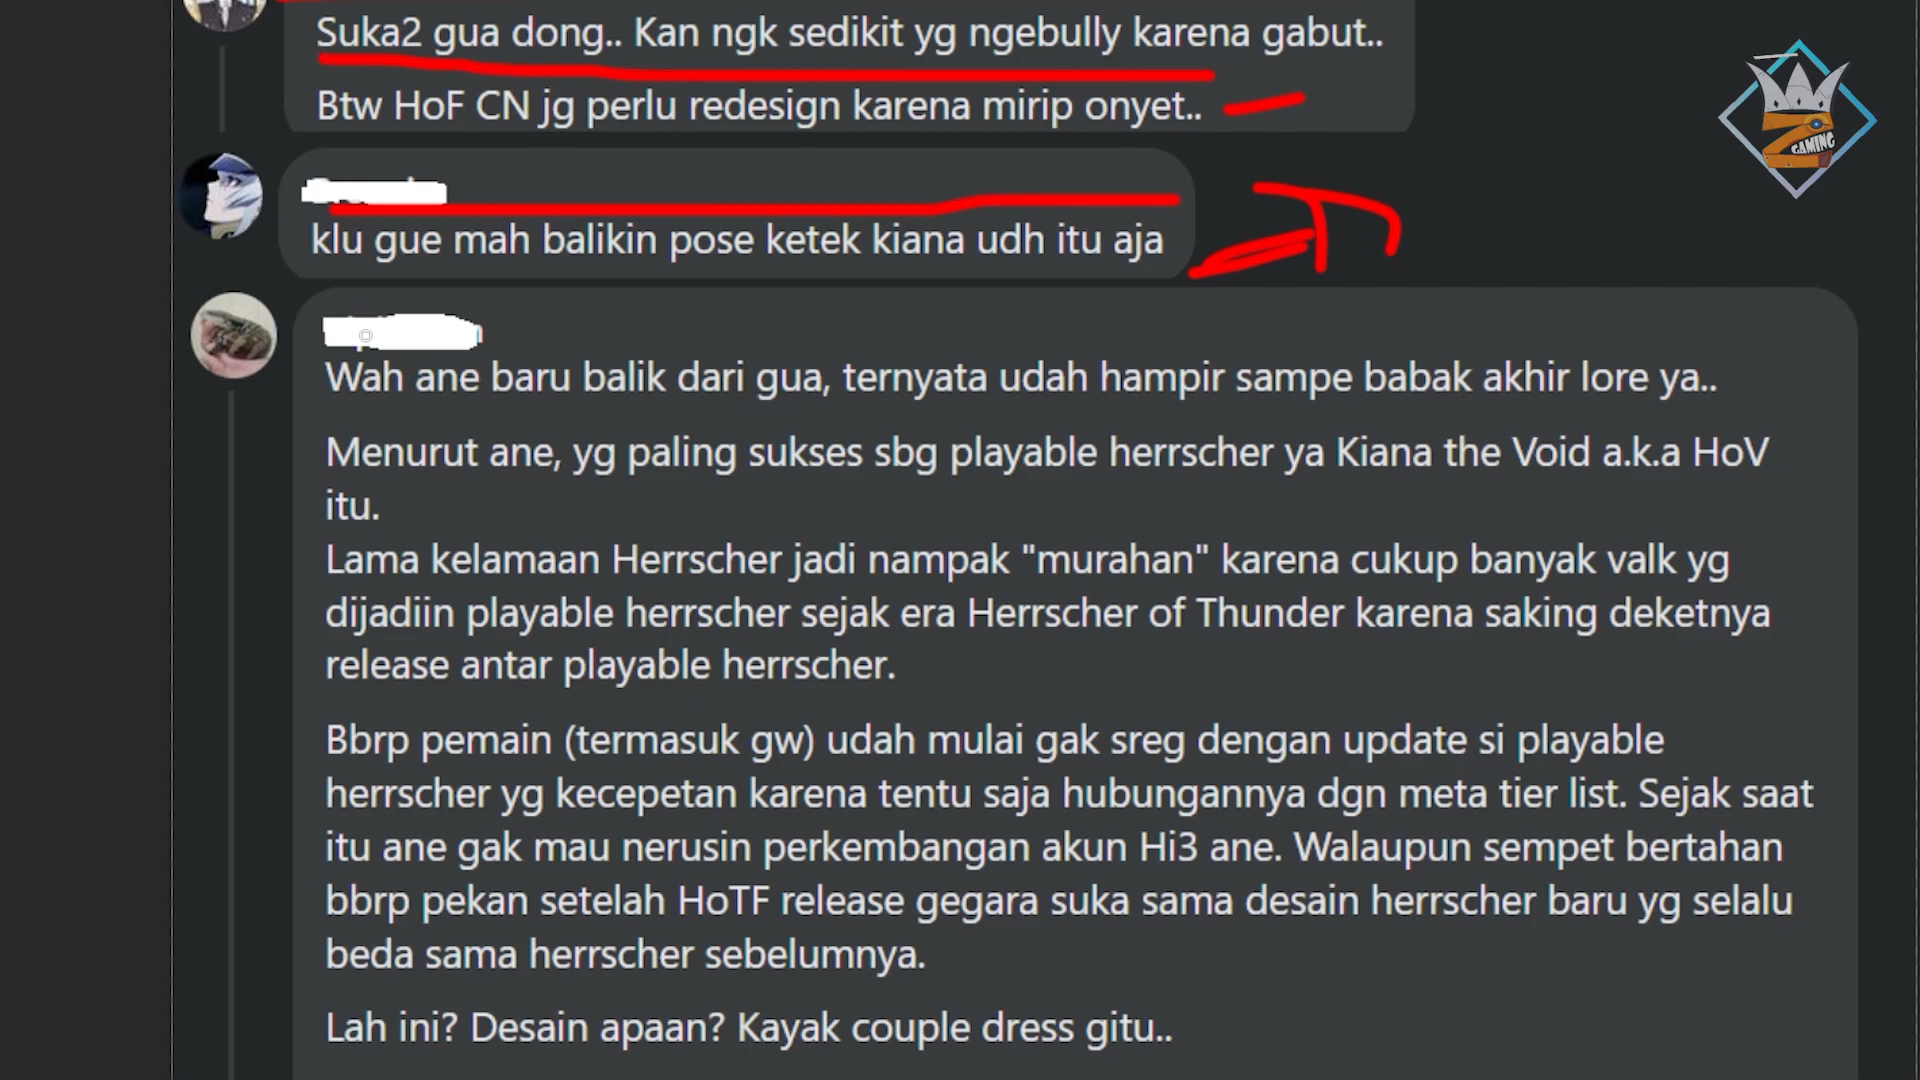 Suka2 gua dong.. Kan ngk sedikit yg ngebully karena gabut..
Btw HoF CN jg perlu redesign karena mirip onyet..
GAMING
klu gue mah balikin pose ketek kiana udh itu aja
Wah ane baru balik dari gua, ternyata udah hampir sampe babak akhir lore ya..
Menurut ane, yg paling sukses sbg playable herrscher ya Kiana the Void a.k.a HoV
itu.
Lama kelamaan Herrscher jadi nampak "murahan" karena cukup banyak valk yg
dijadiin playable herrscher sejak era Herrscher of Thunder karena saking deketnya
release antar playable herrscher.
Bbrp pemain (termasuk gw) udah mulai gak sreg dengan update si playable
herrscher yg kecepetan karena tentu saja hubungannya dgn meta tier list. Sejak saat
itu ane gak mau nerusin perkembangan akun Hi3 ane. Walaupun sempet bertahan
bbrp pekan setelah HoTF release gegara suka sama desain herrscher baru yg selalu
beda sama herrscher sebelumnya.
Lah ini? Desain apaan? Kayak couple dress gitu..